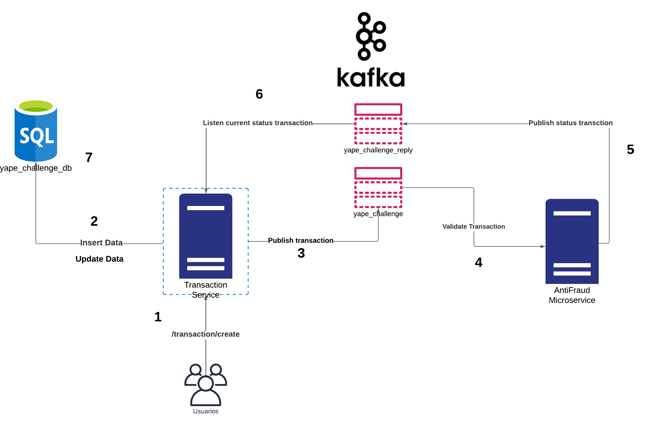 kafka
6
Listen current status transaction
Publish status transction
yape_challenge_reply
5
SQL
yape_challenge_db
7
yape_challenge
2
Insert Data
Update Data
Publish transaction
3
Validate Transaction
4
Transaction
Service
AntiFraud
Microservice
1
/transaction/create
Usuarios